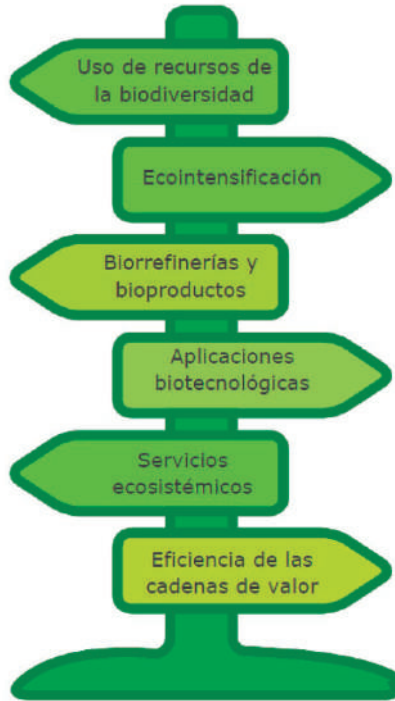 Uso de recursos de
la biodiversidad
Ecointensificación
Biorrefinerías y
bioproductos
Aplicaciones
biotecnológicas
Servicios
ecosistémicos
Eficiencia de las
cadenas de valor